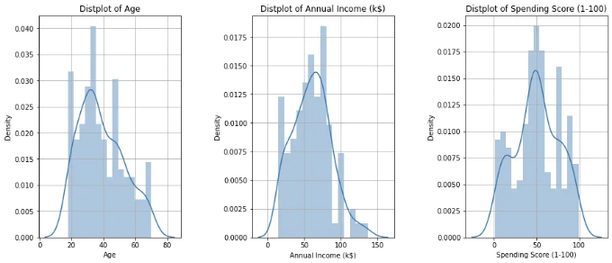 Distplot of Age
Distplot of Annual Income (k$)
Distplot of Spending Score (1-100)
0.040
0.035
0.030
0.025
0.020
0.015
0.010
0.005
0.000
Density
0 20 40 60 80
Age
0.0175
0.0150
0.0125
0.0100
0.0075
0.0050
0.0025
0.0000
Density
0 50 100 150
Annual Income (k$)
0.0200
0.0175
0.0150
0.0125
0.0100
0.0075
0.0050
0.0025
0.0000
Density
0 50 100
Spending Score (1-100)